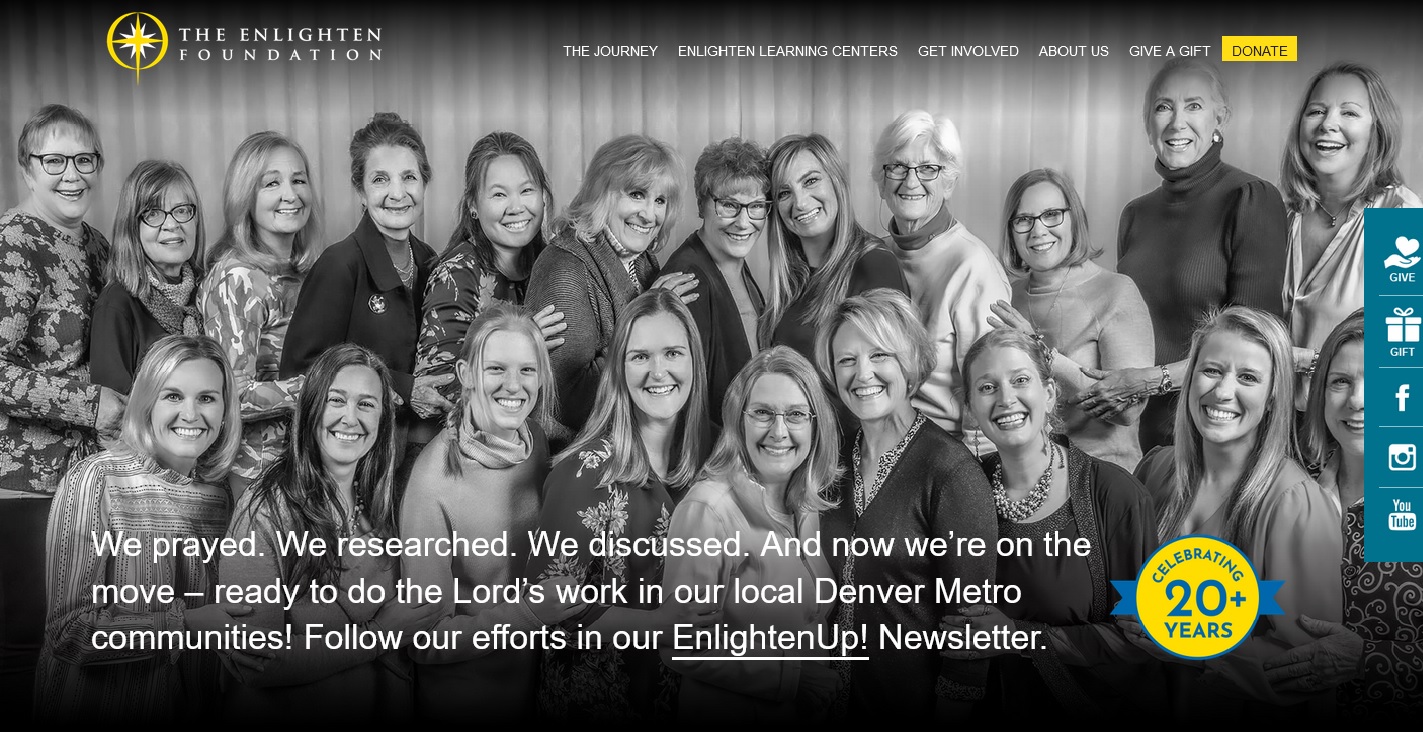 THE ENLIGHTEN
FOUNDATION
THE JOURNEY
ENLIGHTEN LEARNING CENTERS
GET INVOLVED
ABOUT US
GIVE A GIFT
DONATE
GIVE
GIFT
f
You
Tube
We prayed. We researched. We discussed. And now we’re on the
move – ready to do the Lord’s work in our local Denver Metro
communities! Follow our efforts in our EnlightenUp! Newsletter.
CELEBRATING
20+
YEARS